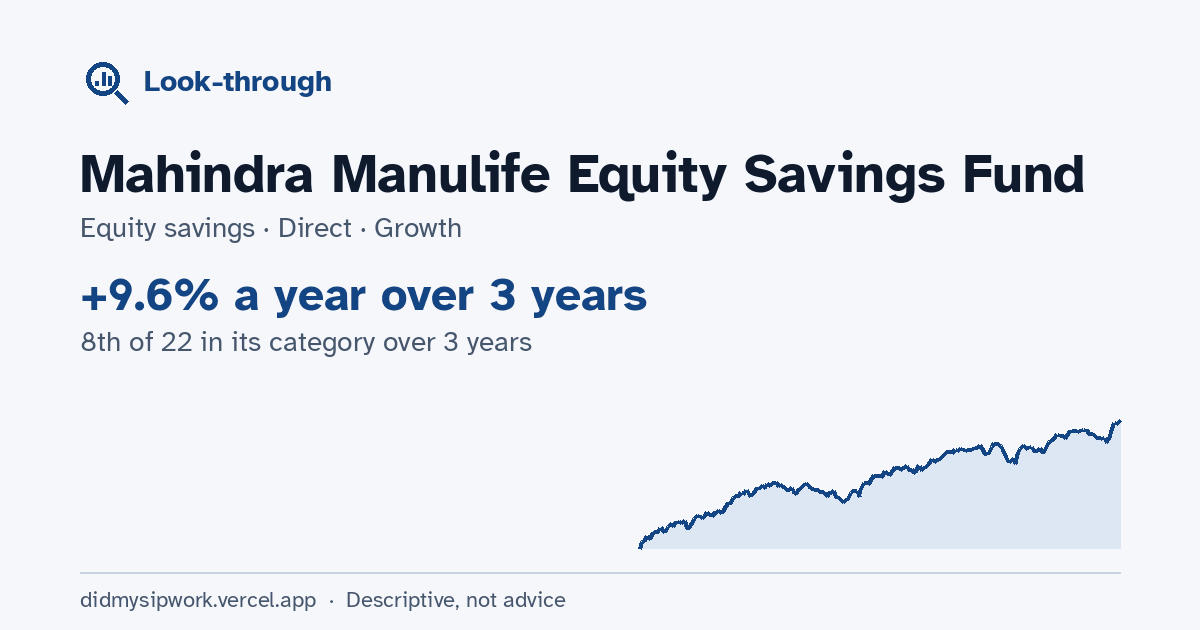 Look-through
Mahindra Manulife Equity Savings Fund
Equity savings · Direct · Growth
+9.6% a year over 3 years
8th of 22 in its category over 3 years
didmysipwork.vercel.app · Descriptive, not advice